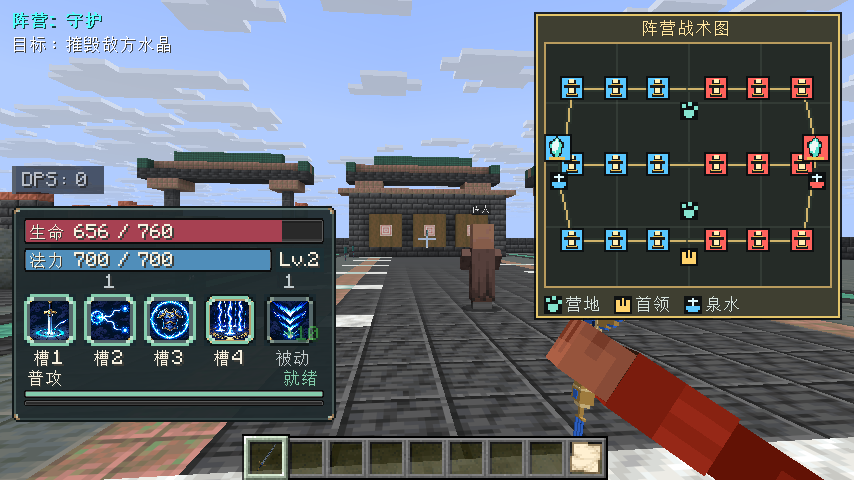 阵营: 守护
目标: 摧毁敌方水晶
阵营战术图
DPS: 0
生命 656 / 760
法力 700 / 700 Lv.2
1 1
+10
槽1 槽2 槽3 槽4 被动
普攻 就绪
营地 首领 泉水